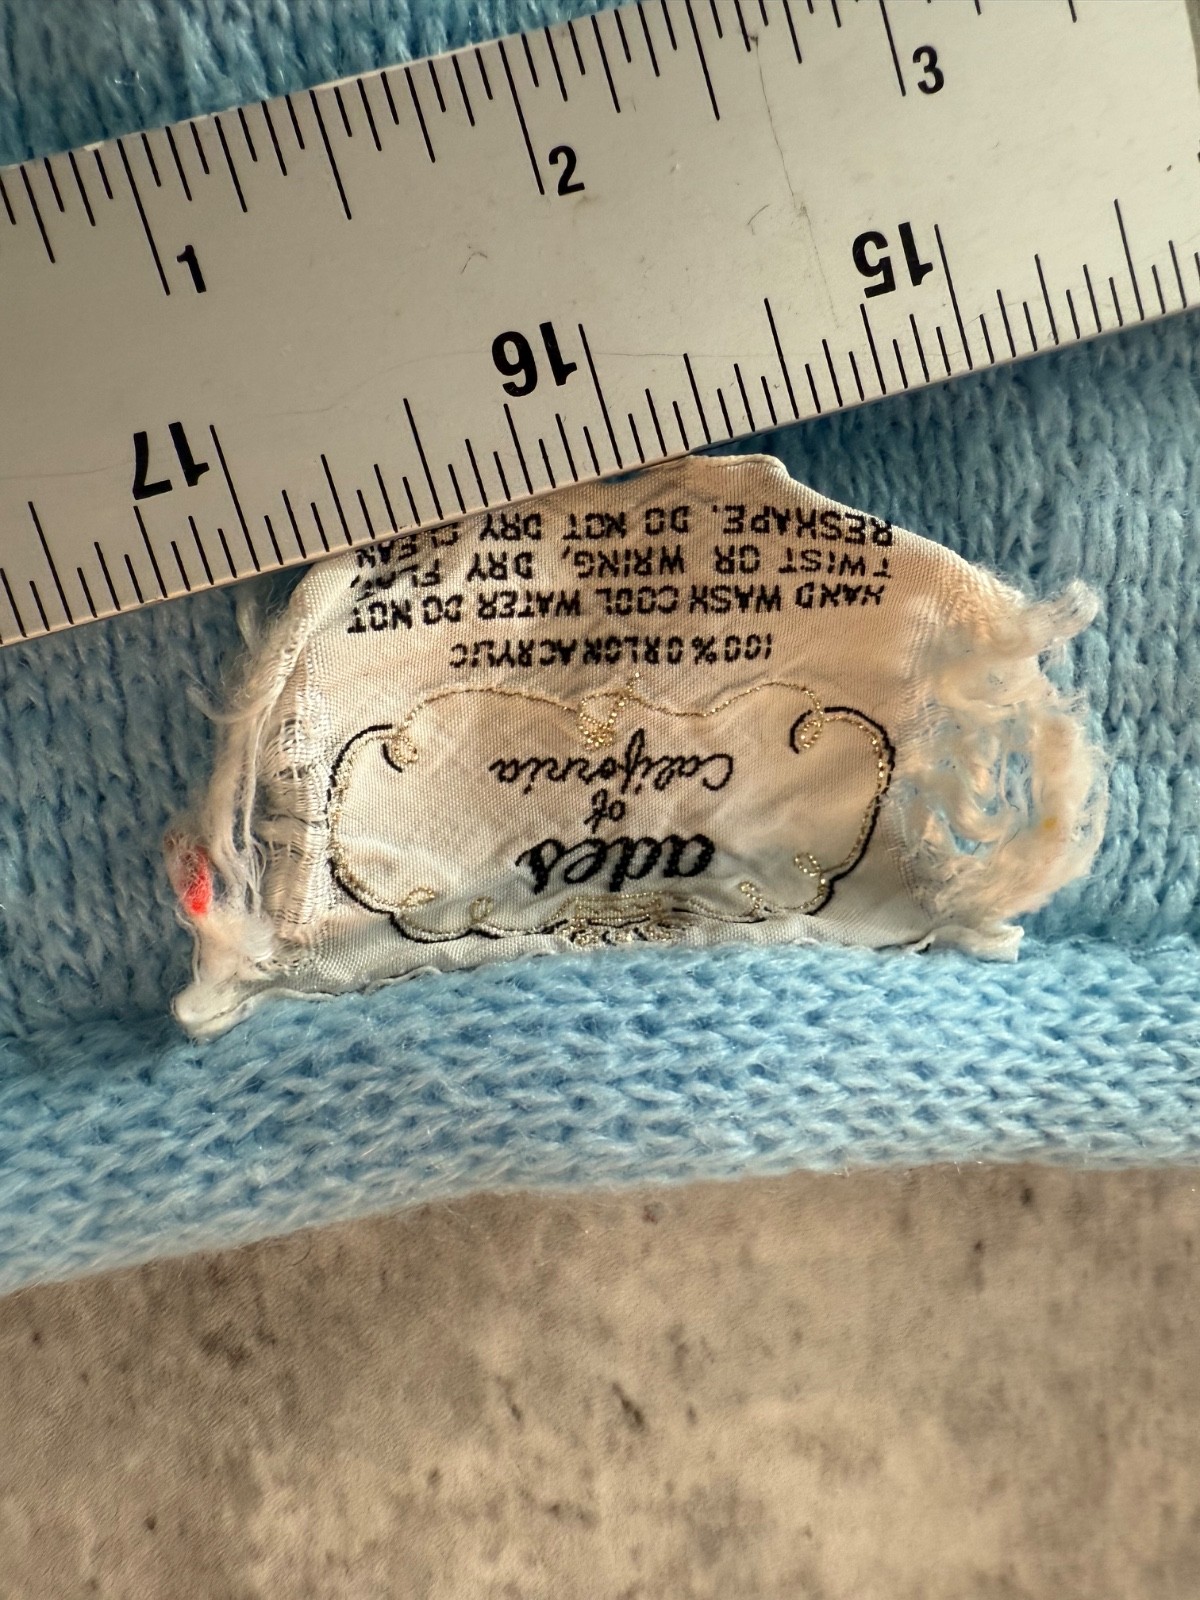 1
2
3
15
16
17
ades
of
California
100% ORLON ACRYLIC
HAND WASH COOL WATER DO NOT
TWIST OR WRING, DRY
RESHAPE. DO NOT DRY CLEAN